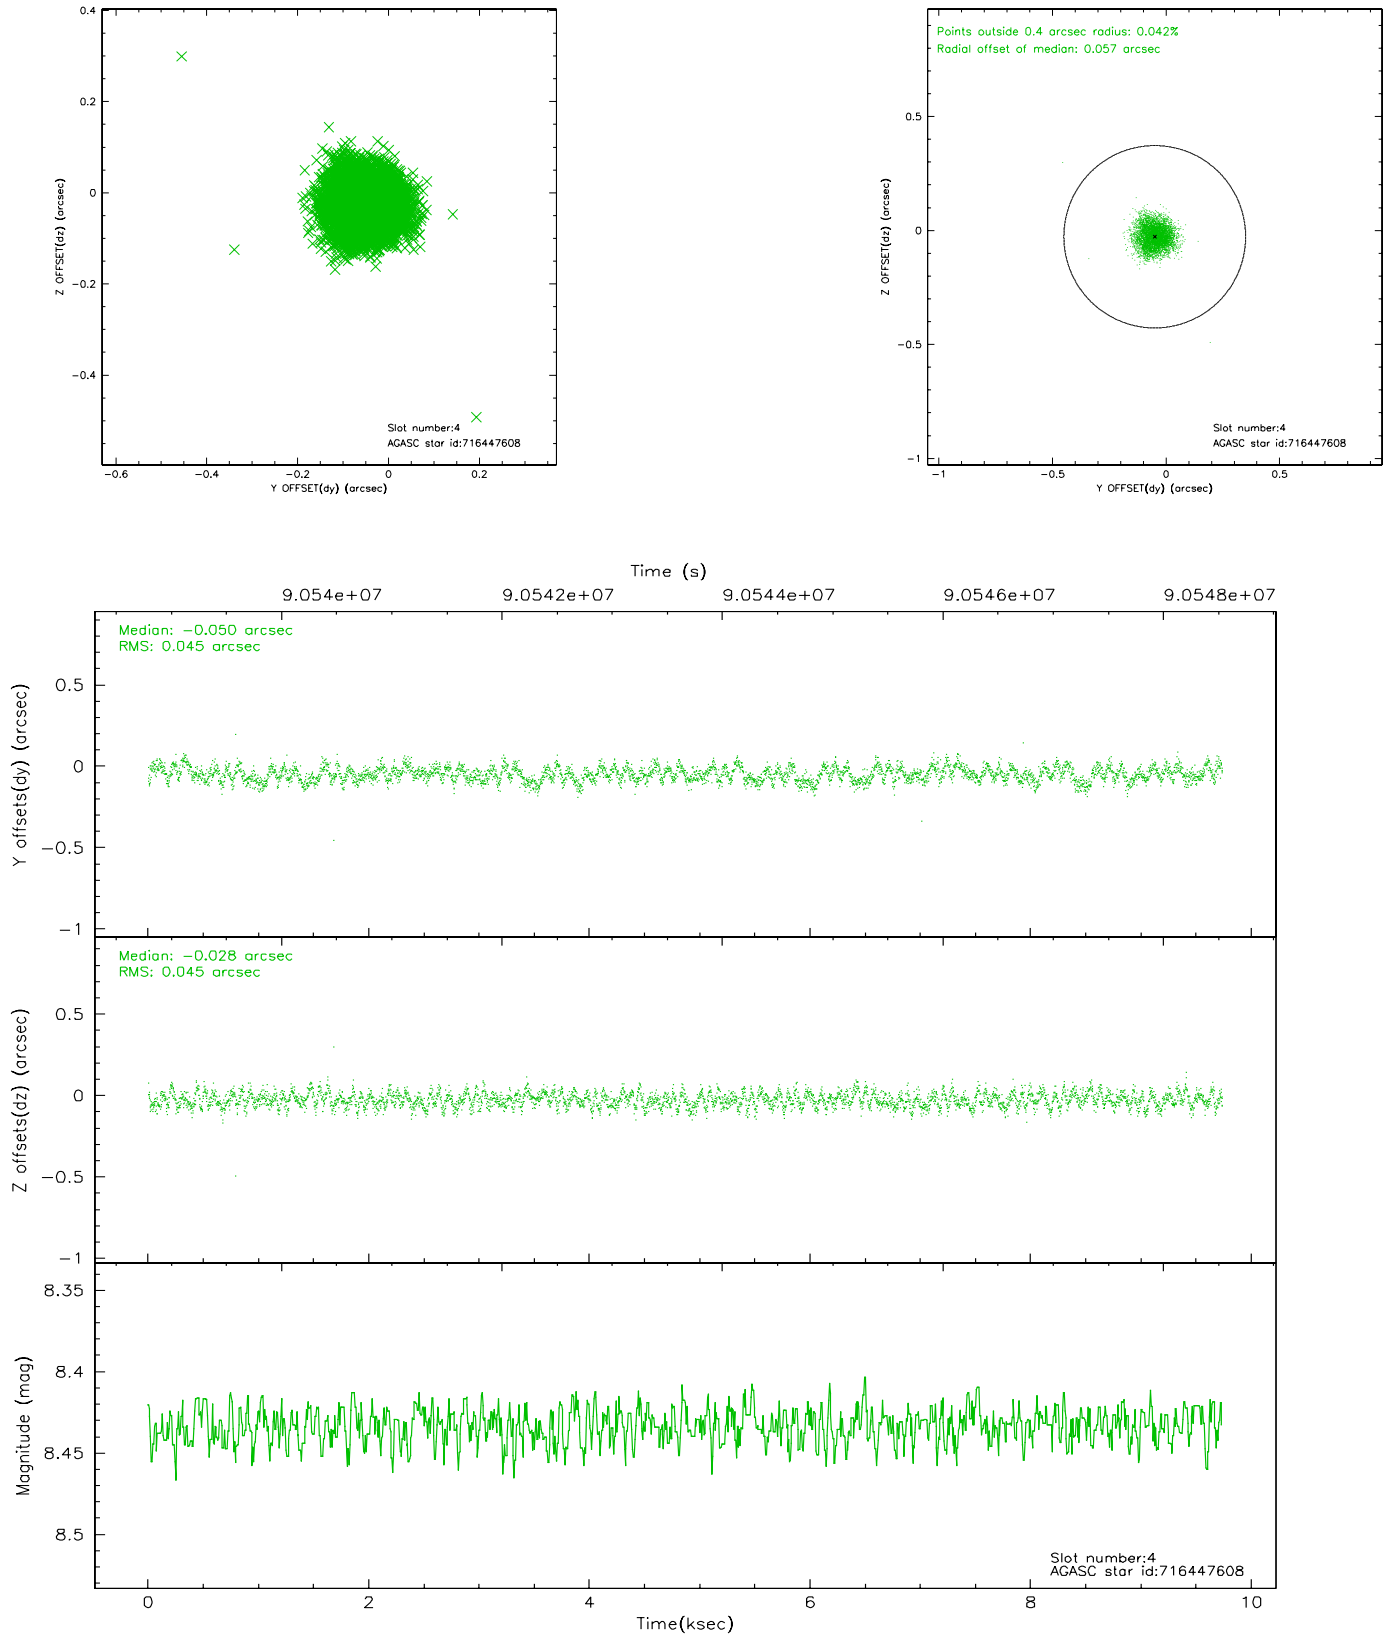 0.4
0.2
0
−0.2
−0.4
Z OFFSET(dz) (arcsec)
Slot number:4
AGASC star id:716447608
−0.6 −0.4 −0.2 0 0.2
Y OFFSET(dy) (arcsec)
Points outside 0.4 arcsec radius: 0.042%
Radial offset of median: 0.057 arcsec
0.5
0
−0.5
−1
Z OFFSET(dz) (arcsec)
Slot number:4
AGASC star id:716447608
−1 −0.5 0 0.5
Y OFFSET(dy) (arcsec)
Time (s)
9.054e+07 9.0542e+07 9.0544e+07 9.0546e+07 9.0548e+07
Median: −0.050 arcsec
RMS: 0.045 arcsec
0.5
0
−0.5
−1
Y offsets(dy) (arcsec)
Median: −0.028 arcsec
RMS: 0.045 arcsec
0.5
0
−0.5
−1
Z offsets(dz) (arcsec)
8.35
8.4
8.45
8.5
Magnitude (mag)
Slot number:4
AGASC star id:716447608
0 2 4 6 8 10
Time(ksec)